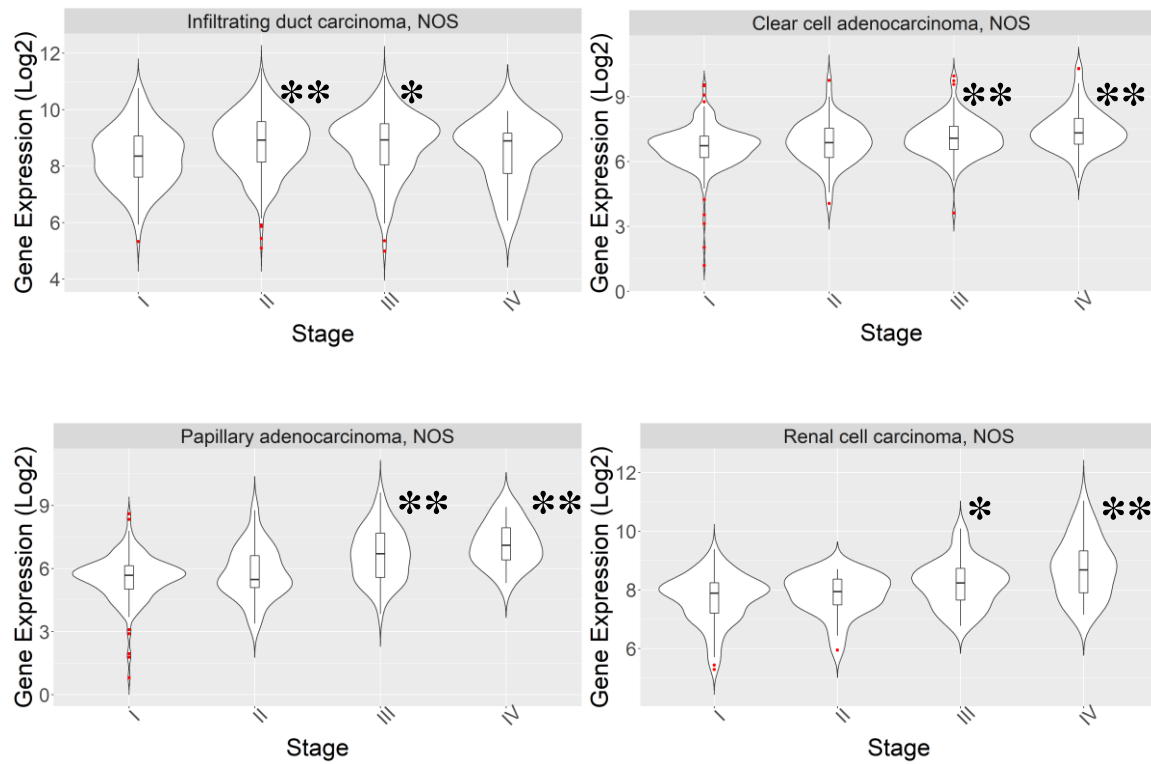 Infiltrating duct carcinoma, NOS
Gene Expression (Log2)
12
10
8
6
4
** *
I II III IV
Stage
Clear cell adenocarcinoma, NOS
Gene Expression (Log2)
9
6
3
0
** **
I II III IV
Stage
Papillary adenocarcinoma, NOS
Gene Expression (Log2)
9
6
3
0
** **
I II III IV
Stage
Renal cell carcinoma, NOS
Gene Expression (Log2)
12
10
8
6
* **
I II III IV
Stage